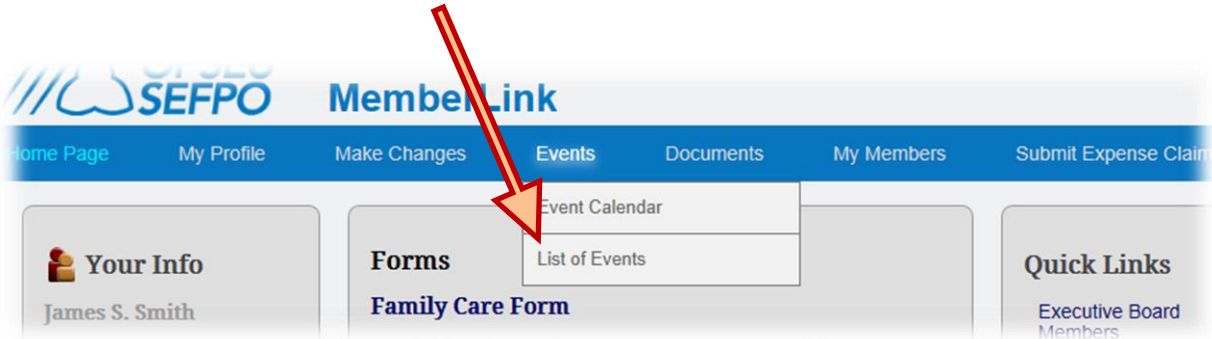 SEFPO
MemberLink
Home Page My Profile Make Changes Events Documents My Members Submit Expense Claim
Event Calendar
List of Events
Your Info
James S. Smith
Forms
Family Care Form
Quick Links
Executive Board
Members